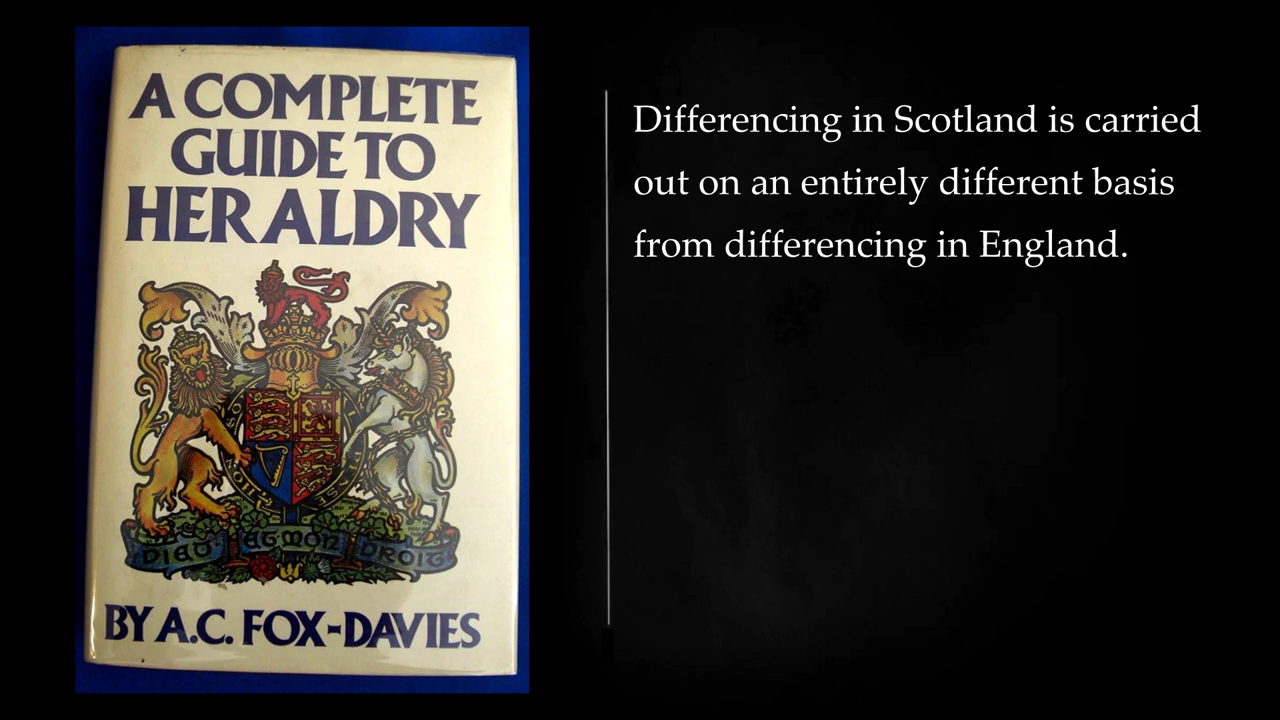 A COMPLETE
GUIDE TO
HERALDRY
DIEU ET MON DROIT
BY A.C. FOX-DAVIES
Differencing in Scotland is carried
out on an entirely different basis
from differencing in England.